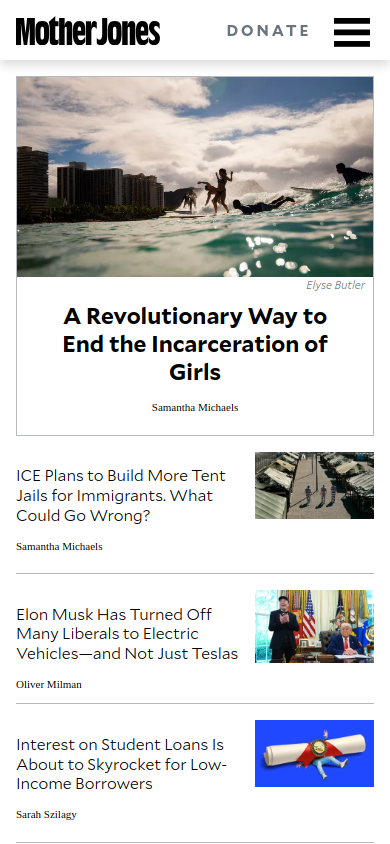 Mother Jones
DONATE
Elyse Butler
A Revolutionary Way to
End the Incarceration of
Girls
Samantha Michaels
ICE Plans to Build More Tent
Jails for Immigrants. What
Could Go Wrong?
Samantha Michaels
Elon Musk Has Turned Off
Many Liberals to Electric
Vehicles—and Not Just Teslas
Oliver Milman
Interest on Student Loans Is
About to Skyrocket for Low-
Income Borrowers
Sarah Szilagy